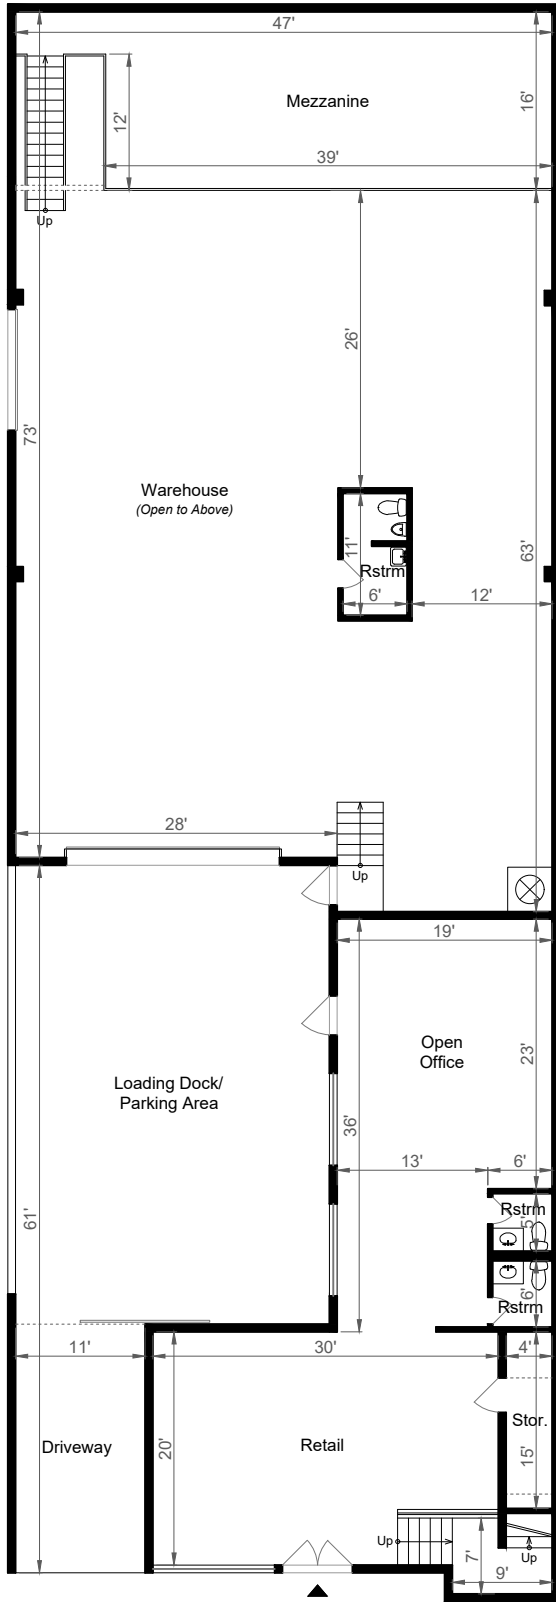 47'
Mezzanine
16'
12'
39'
Up
26'
73'
Warehouse
(Open to Above)
63'
11'
Rstrm
6'
12'
28'
Up
19'
Open
Office
23'
Loading Dock/
Parking Area
36'
13'
6'
61'
Rstrm
5'
6'
Rstrm
11'
30'
4'
Driveway
20'
Retail
Stor.
15'
Up
7'
Up
9'